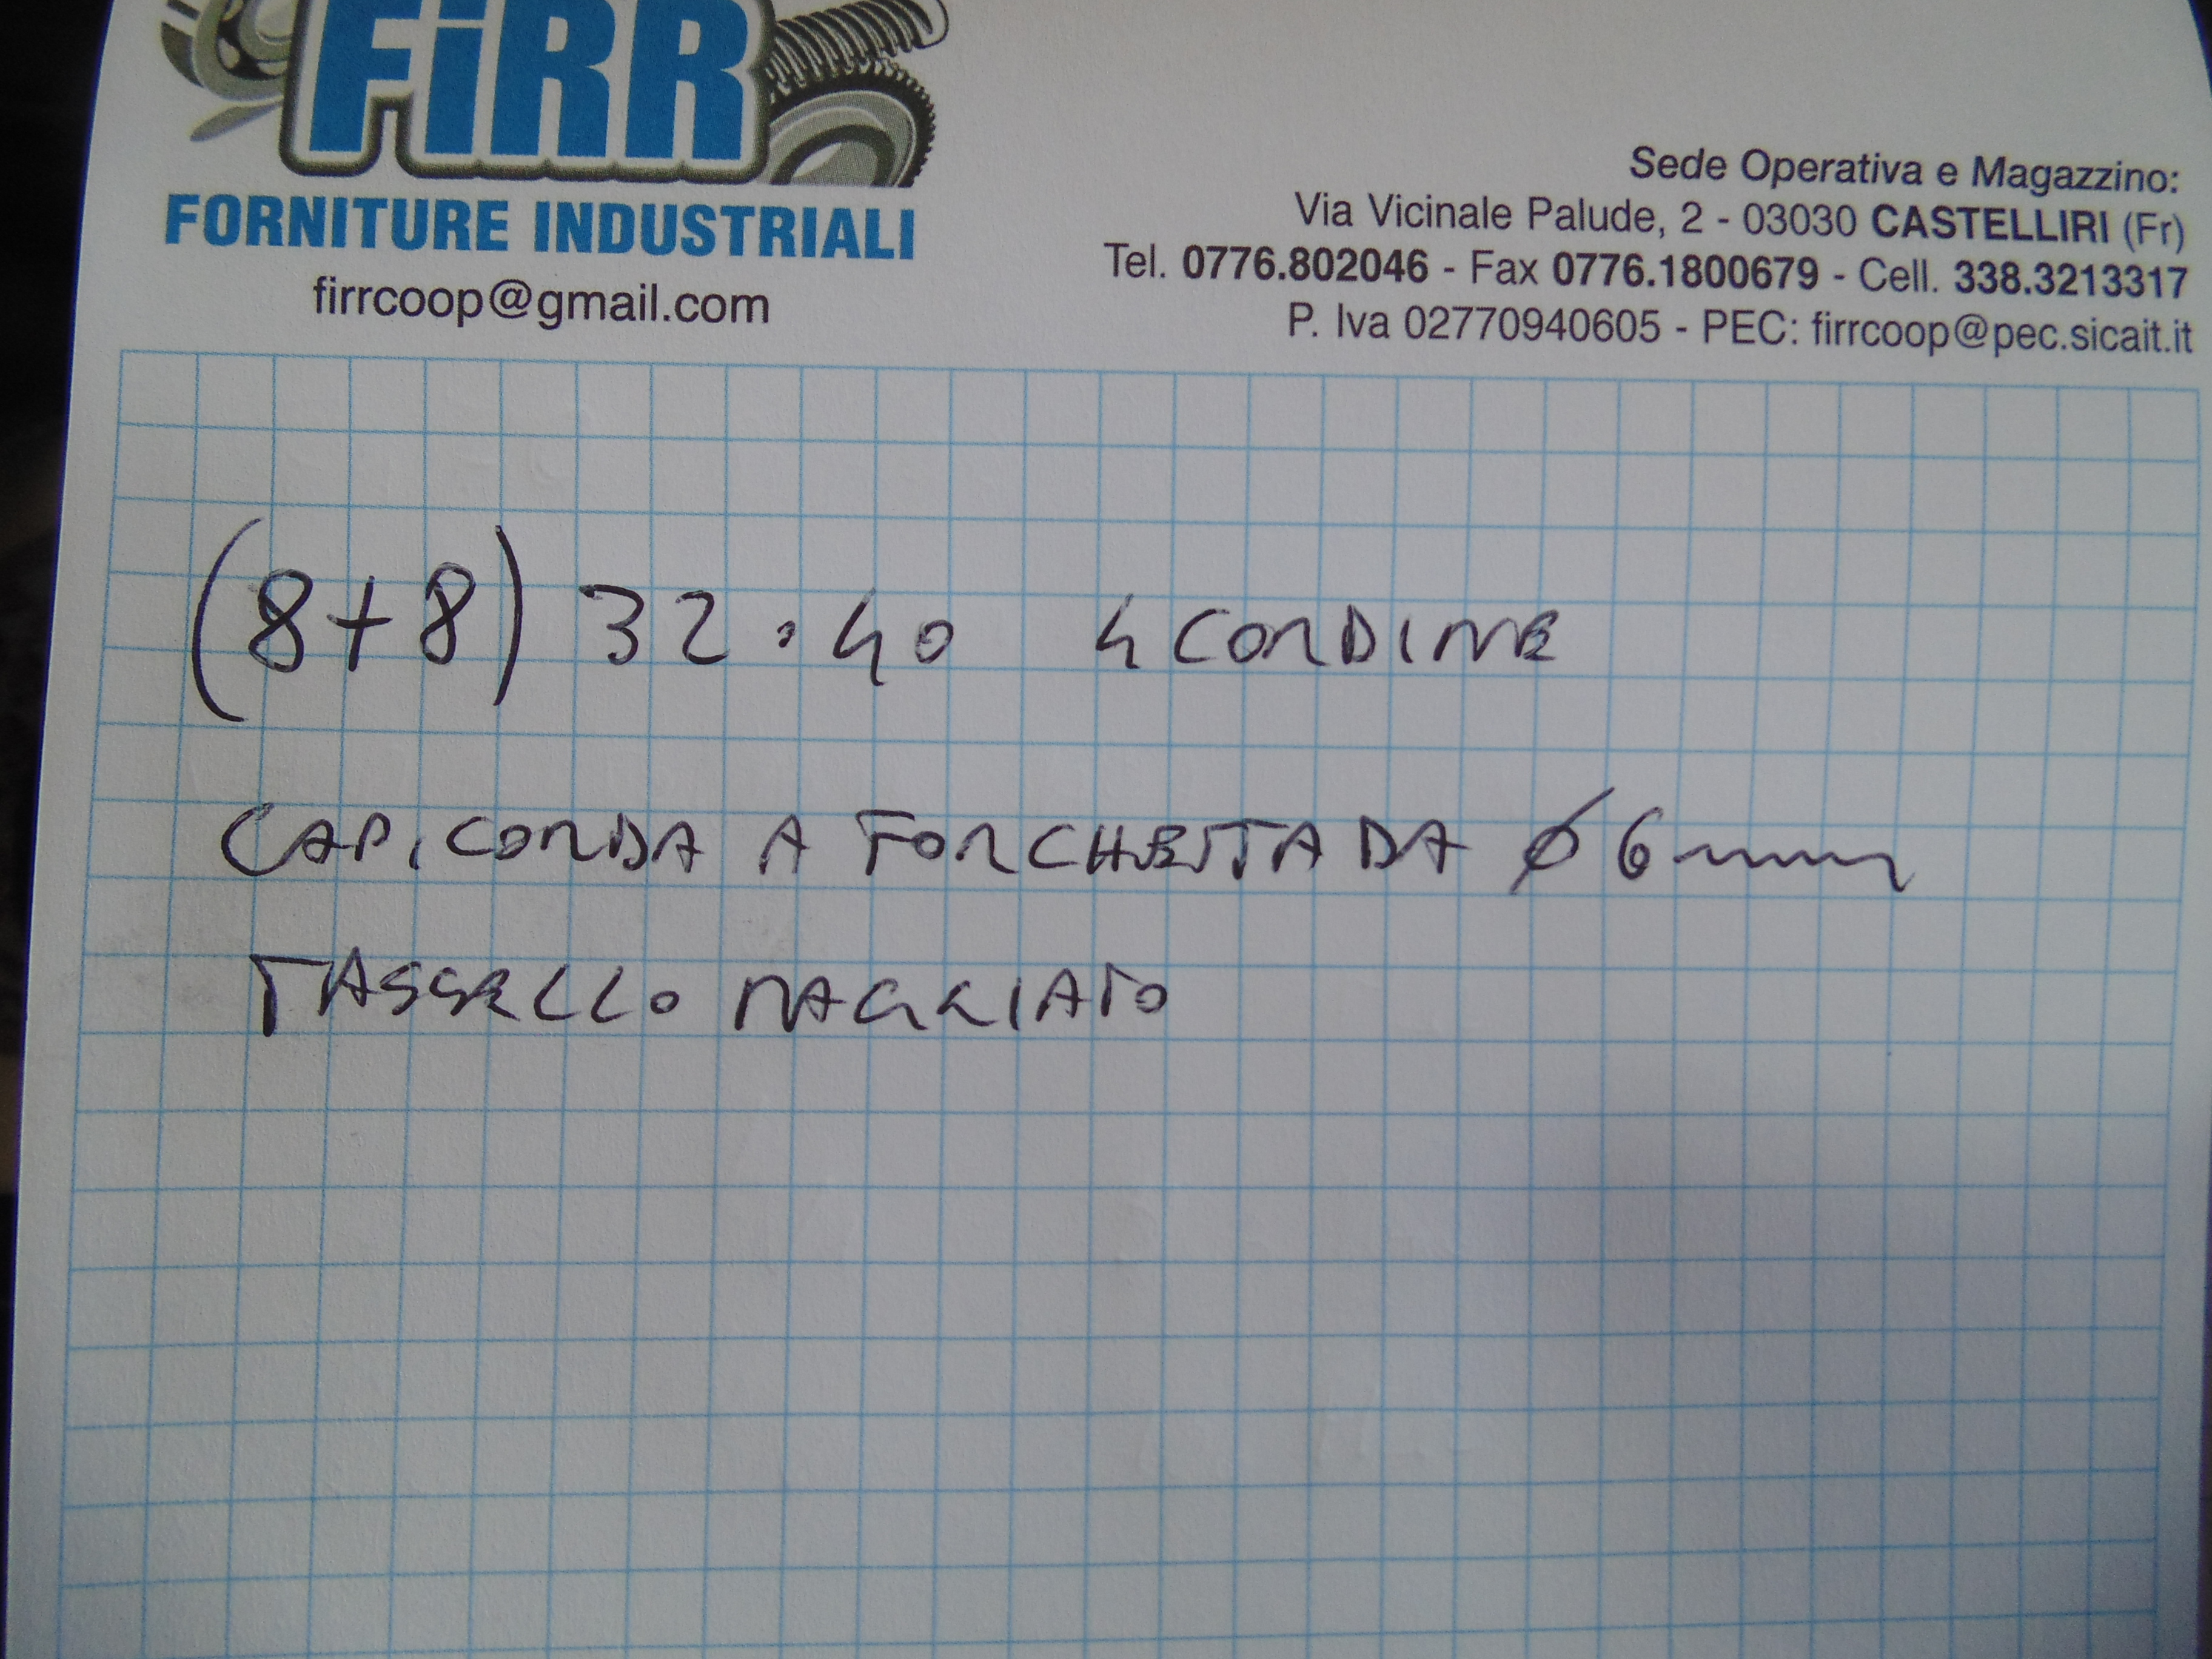 FiRR
FORNITURE INDUSTRIALI
firrcoop@gmail.com
Sede Operativa e Magazzino:
Via Vicinale Palude, 2 - 03030 CASTELLIRI (Fr)
Tel. 0776.802046 - Fax 0776.1800679 - Cell. 338.3213317
P. Iva 02770940605 - PEC: firrcoop@pec.sicait.it
(8+8) 32 · 40 4 CORDINE
CAPICORDA A FORCHETTA DA Ø 6mm
TASSELLO MAGLIATO